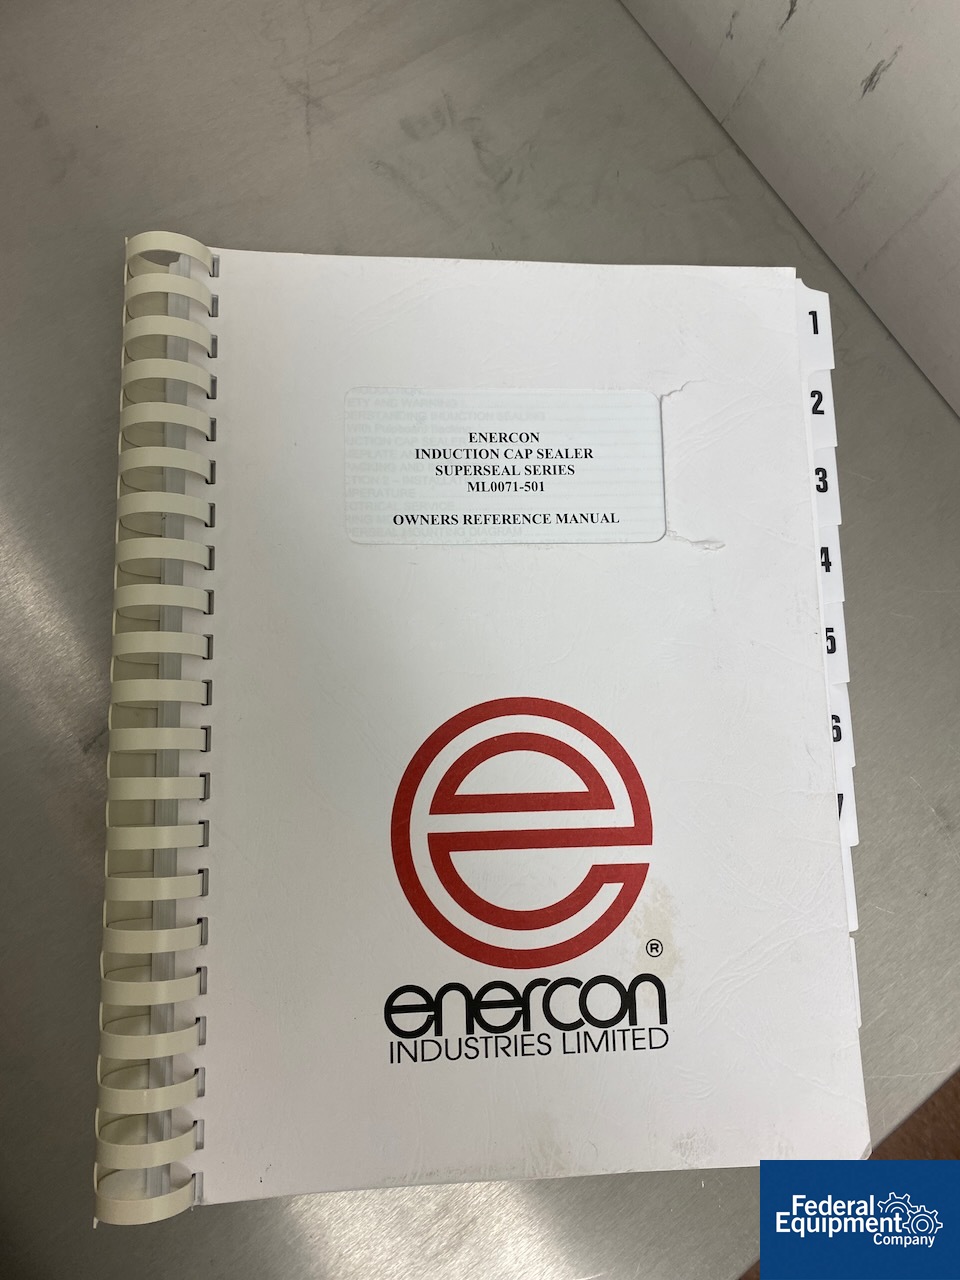 ENERCON
INDUCTION CAP SEALER
SUPERSEAL SERIES
ML0071-501
OWNERS REFERENCE MANUAL
1
2
3
4
5
6
7
®
enercon
INDUSTRIES LIMITED
Federal
Equipment
Company